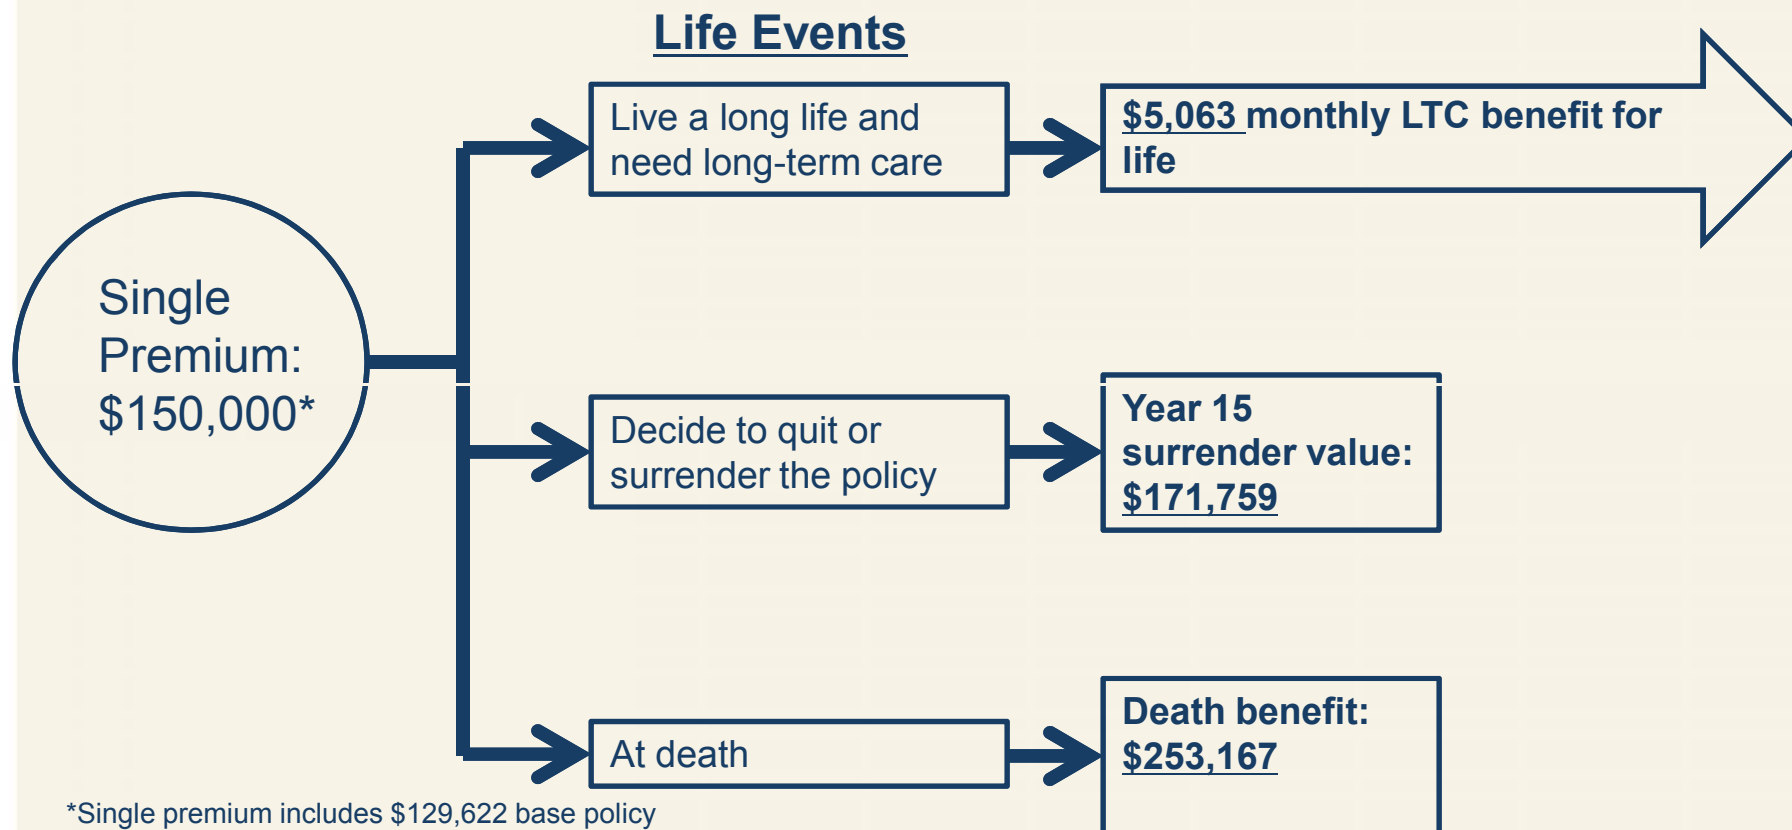 Life Events
Live a long life and
need long-term care
$5,063 monthly LTC benefit for
life
Single
Premium:
$150,000*
Decide to quit or
surrender the policy
Year 15
surrender value:
$171,759
At death
Death benefit:
$253,167
*Single premium includes $129,622 base policy